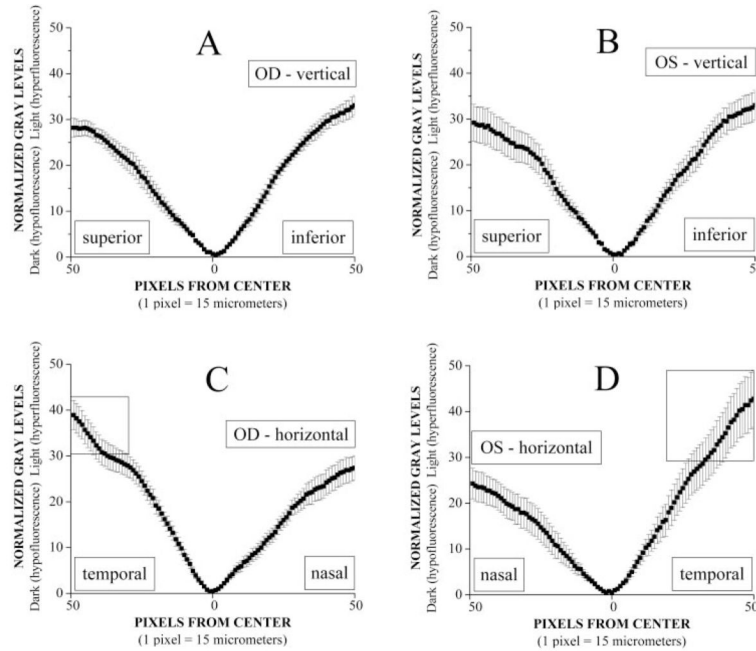 A
OD - vertical
NORMALIZED GRAY LEVELS
Dark (hypofluorescence) Light (hyperfluorescence)
50
40
30
20
10
0
superior
inferior
50
0
50
PIXELS FROM CENTER
(1 pixel = 15 micrometers)
B
OS - vertical
NORMALIZED GRAY LEVELS
Dark (hypofluorescence) Light (hyperfluorescence)
50
40
30
20
10
0
superior
inferior
50
0
50
PIXELS FROM CENTER
(1 pixel = 15 micrometers)
C
OD - horizontal
NORMALIZED GRAY LEVELS
Dark (hypofluorescence) Light (hyperfluorescence)
50
40
30
20
10
0
temporal
nasal
50
0
50
PIXELS FROM CENTER
(1 pixel = 15 micrometers)
D
OS - horizontal
NORMALIZED GRAY LEVELS
Dark (hypofluorescence) Light (hyperfluorescence)
50
40
30
20
10
0
nasal
temporal
50
0
50
PIXELS FROM CENTER
(1 pixel = 15 micrometers)